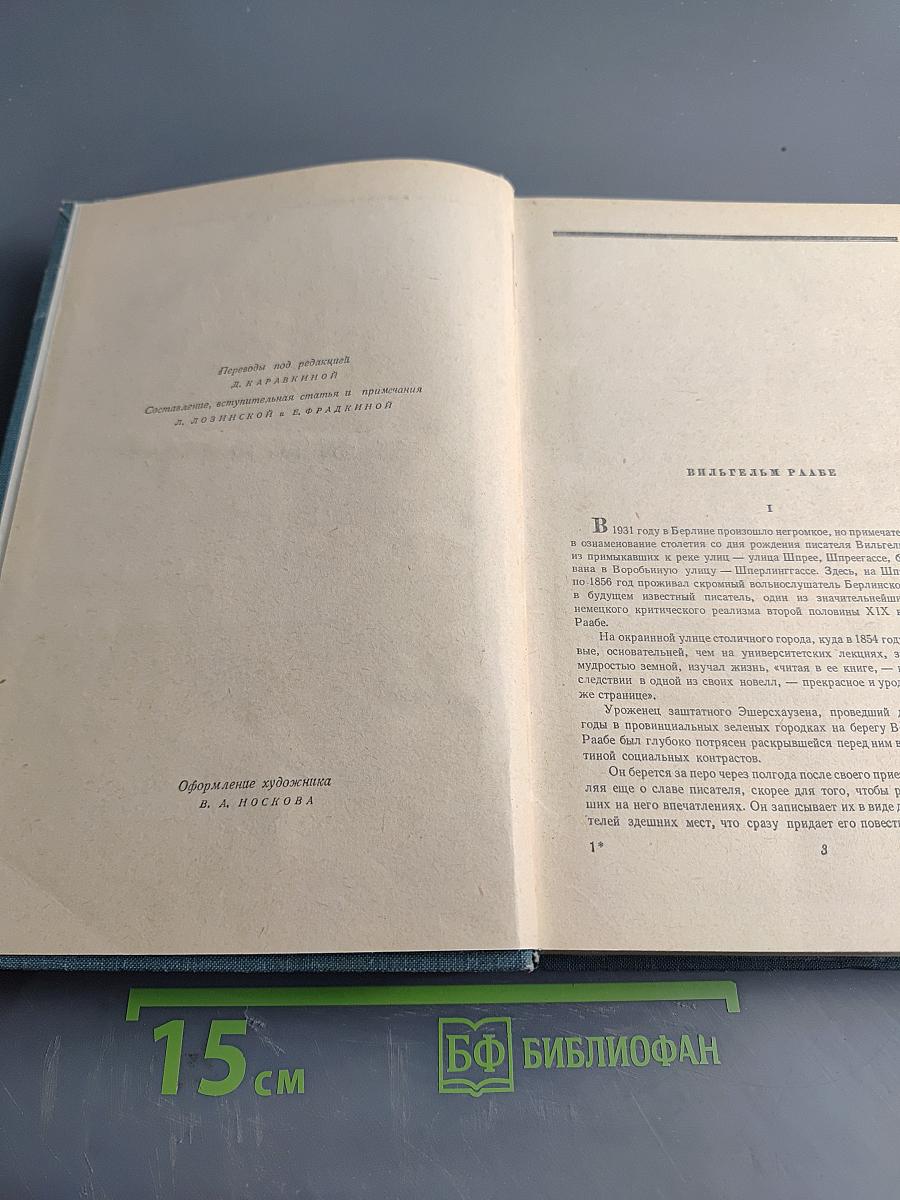 Переводы под редакцией
Д. КАРАВКИНОЙ
Составление, вступительная статья и примечания
Л. ЛОЗИНСКОЙ и Е. ФРАДКИНОЙ
Оформление художника
В. А. НОСКОВА
ВИЛЬГЕЛЬМ РААБЕ
I
В 1931 году в Берлине произошло негромкое, но примечате
в ознаменование столетия со дня рождения писателя Вильгел
из примыкавших к реке улиц — улица Шпрее, Шпреегассе, б
вана в Воробьиную улицу — Шперлинггассе. Здесь, на Шп
по 1856 год проживал скромный вольнослушатель Берлинско
в будущем известный писатель, один из значительнейши
немецкого критического реализма второй половины XIX в
Раабе.
На окраинной улице столичного города, куда в 1854 году
вые, основательней, чем на университетских лекциях, з
мудростью земной, изучал жизнь, «читая в ее книге, —
следствии в одной из своих новелл, — прекрасное и урод
же странице».
Уроженец заштатного Эшерсхаузена, проведший д
годы в провинциальных зеленых городках на берегу В
Раабе был глубоко потрясен раскрывшейся перед ним в
тиной социальных контрастов.
Он берется за перо через полгода после своего прие
ляя еще о славе писателя, скорее для того, чтобы р
ших на него впечатлениях. Он записывает их в виде д
телей здешних мест, что сразу придает его повест
1* 3
15 см БФ БИБЛИОФАН